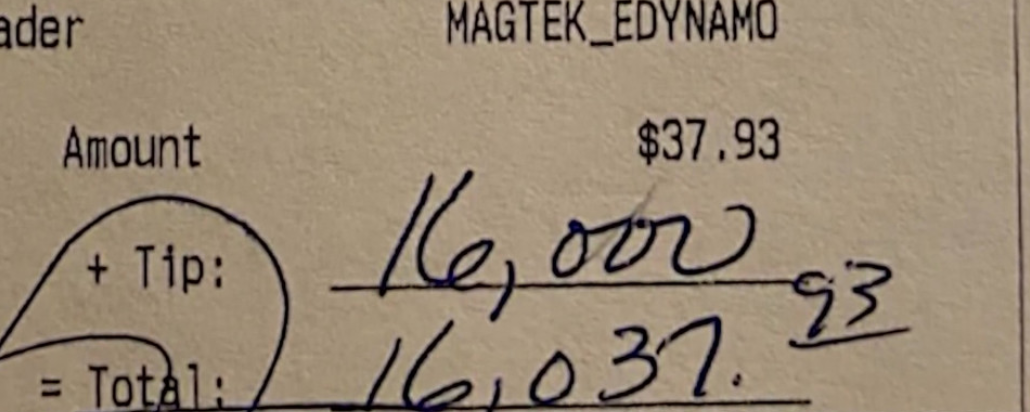 ader MAGTEK_EDYNAMO
Amount $37.93
+ Tip: 16,000
= Total: 16,037.93